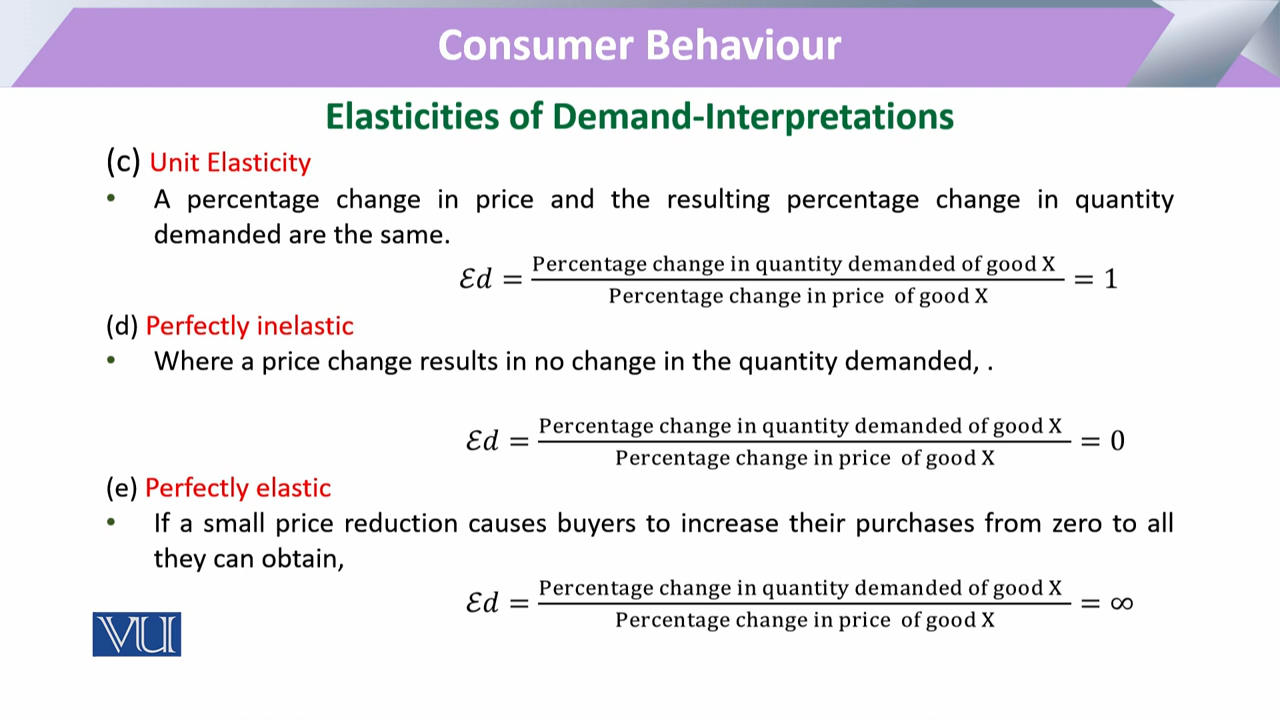 Consumer Behaviour
Elasticities of Demand-Interpretations
(c) Unit Elasticity
• A percentage change in price and the resulting percentage change in quantity
demanded are the same.
Ɛd = Percentage change in quantity demanded of good X / Percentage change in price of good X = 1
(d) Perfectly inelastic
• Where a price change results in no change in the quantity demanded, .
Ɛd = Percentage change in quantity demanded of good X / Percentage change in price of good X = 0
(e) Perfectly elastic
• If a small price reduction causes buyers to increase their purchases from zero to all
they can obtain,
Ɛd = Percentage change in quantity demanded of good X / Percentage change in price of good X = ∞
VU